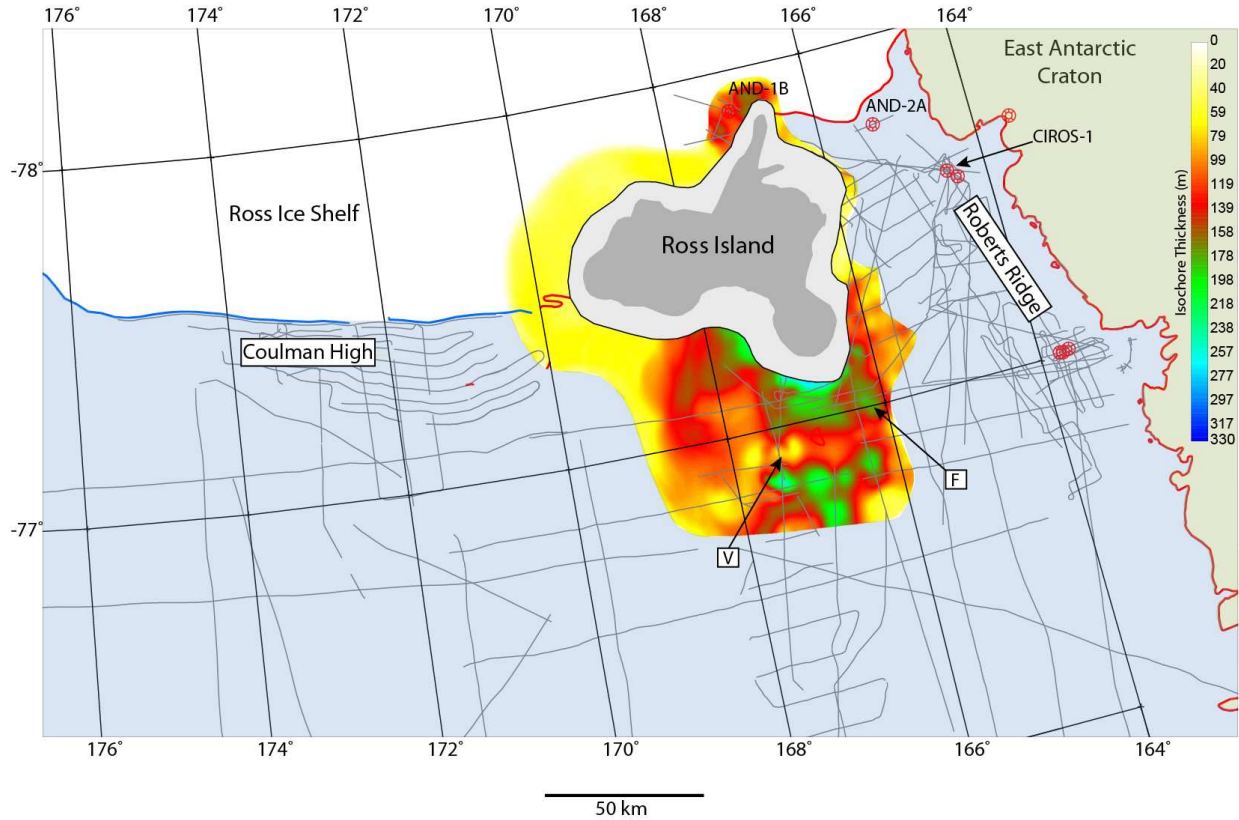 176˚ 174˚ 172˚ 170˚ 168˚ 166˚ 164˚
East Antarctic
Craton
0
20
40
59
79
99
119
139
158
178
198
218
238
257
277
297
317
330
Isochore Thickness (m)
AND-1B
AND-2A
CIROS-1
-78˚
Ross Ice Shelf
Ross Island
Roberts Ridge
Coulman High
F
-77˚
V
176˚ 174˚ 172˚ 170˚ 168˚ 166˚ 164˚
50 km